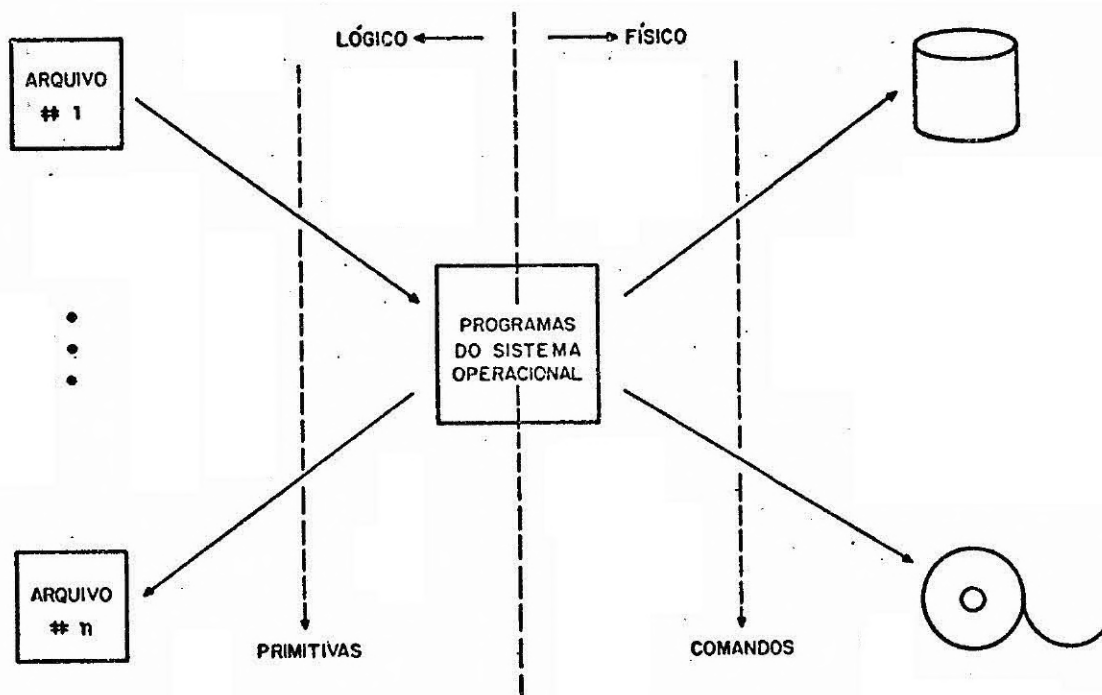 LÓGICO
FÍSICO
ARQUIVO
# 1
PROGRAMAS
DO SISTEMA
OPERACIONAL
ARQUIVO
# n
PRIMITIVAS
COMANDOS